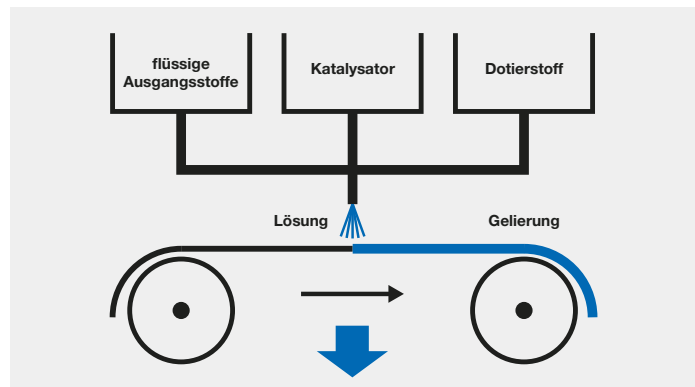 flüssige
Ausgangsstoffe
Katalysator
Dotierstoff
Lösung
Gelierung